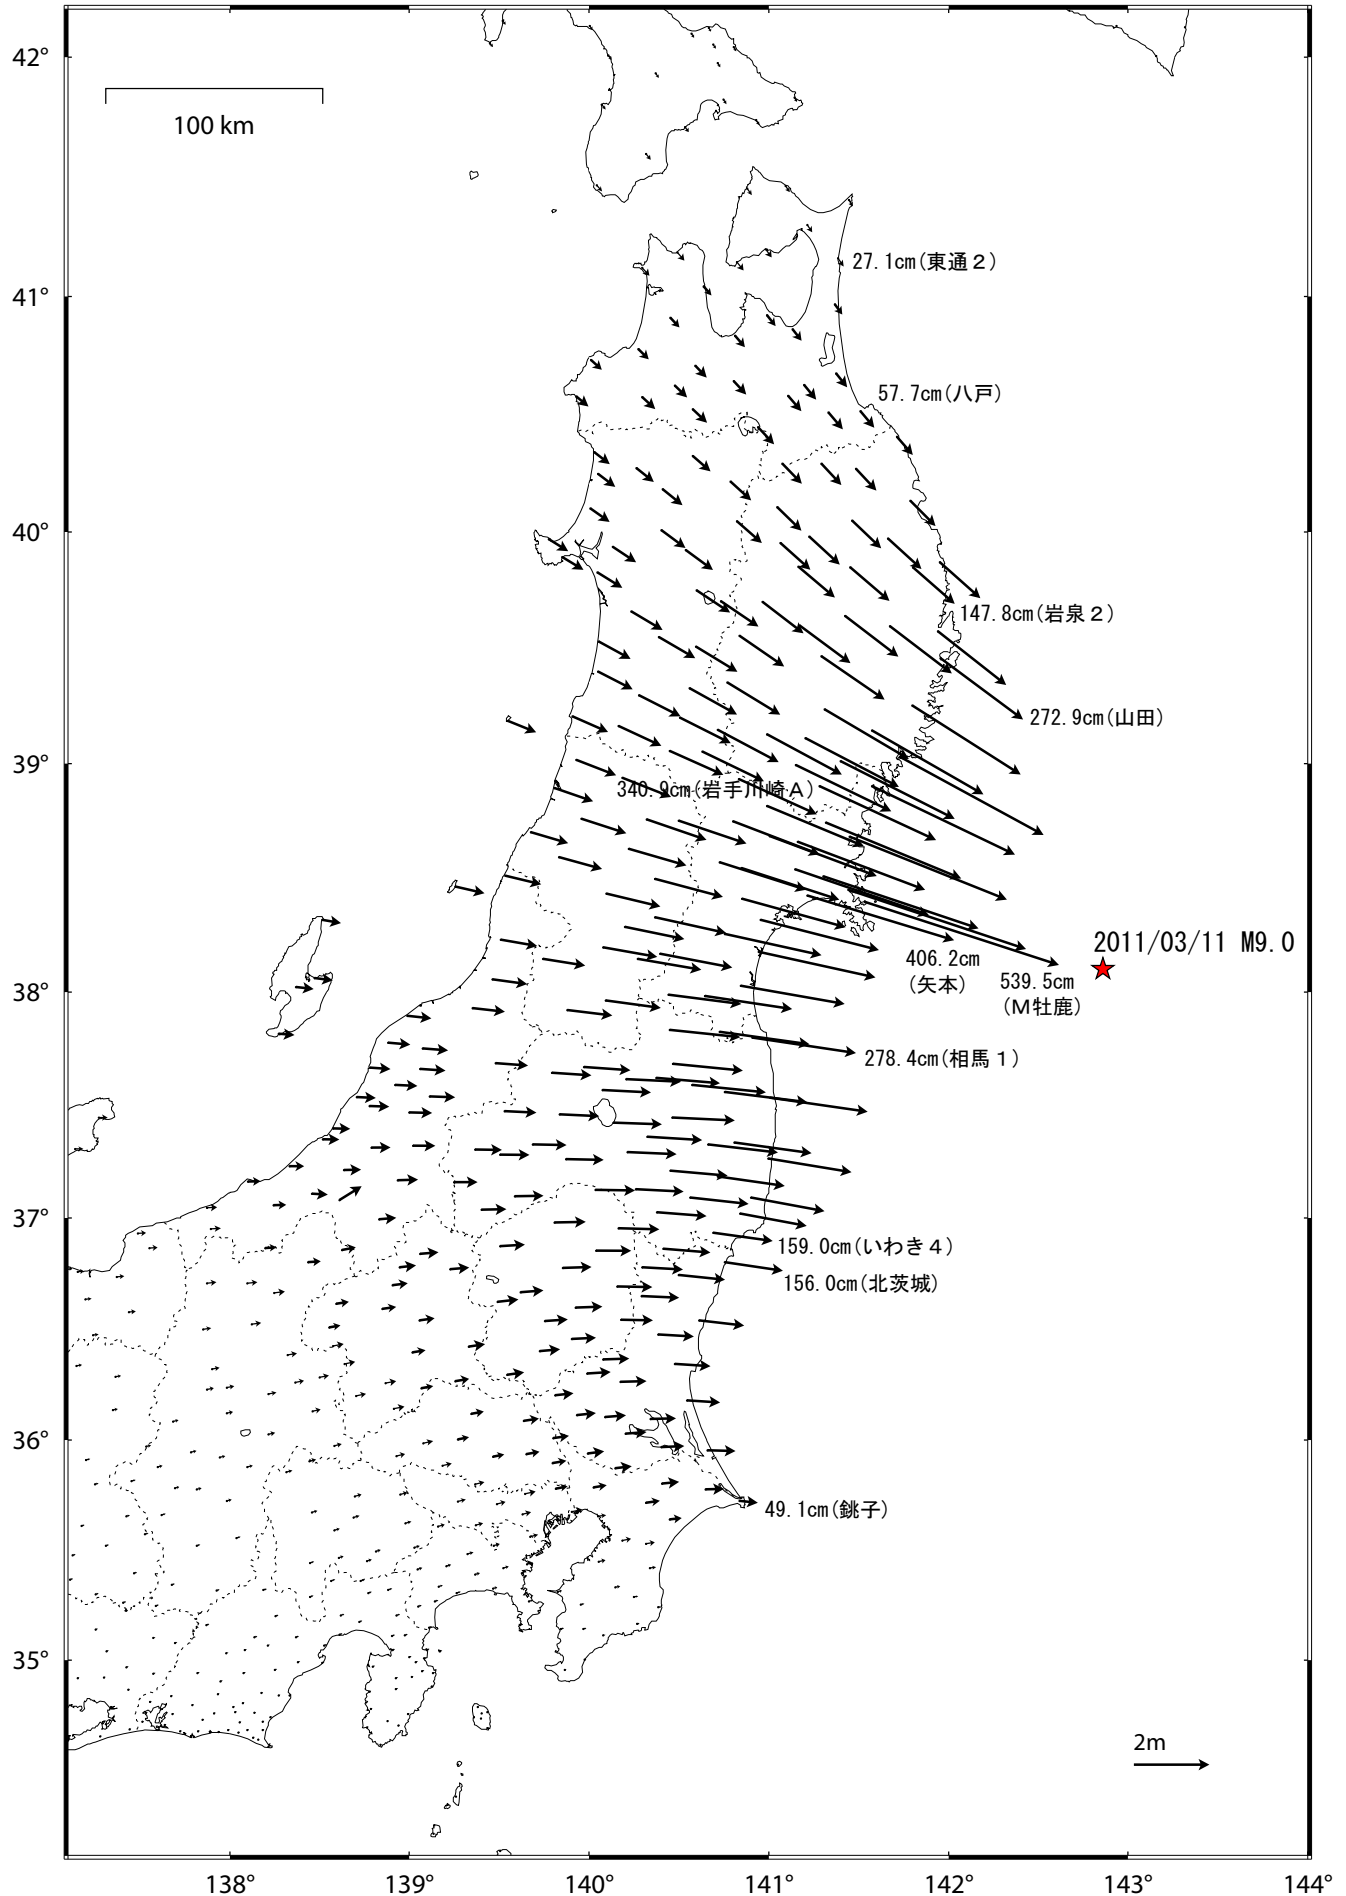 42°
100 km
27.1cm(東通２)
41°
57.7cm(八戸)
40°
147.8cm(岩泉２)
272.9cm(山田)
39°
340.9cm(岩手川崎Ａ)
2011/03/11 M9.0
406.2cm
(矢本)
539.5cm
(Ｍ牡鹿)
38°
278.4cm(相馬１)
37°
159.0cm(いわき４)
156.0cm(北茨城)
36°
49.1cm(銚子)
35°
2m
138°
139°
140°
141°
142°
143°
144°